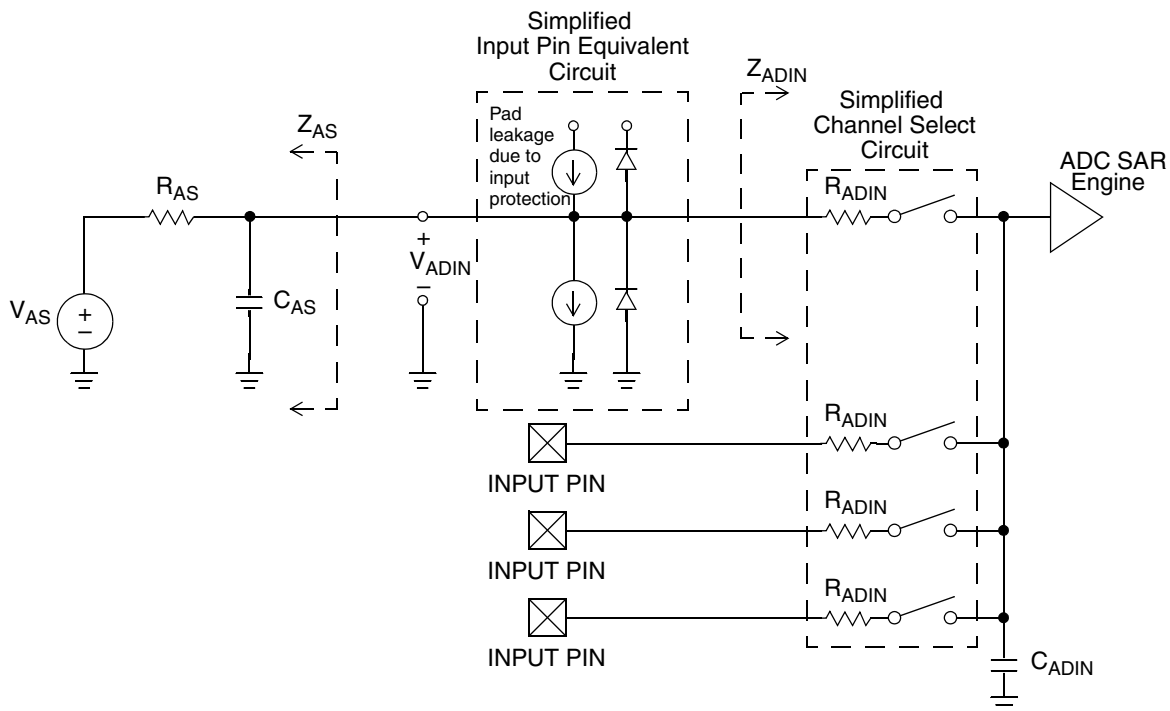 Simplified
Input Pin Equivalent
Circuit
Pad
leakage
due to
input
protection
Z_ADIN
Simplified
Channel Select
Circuit
ADC SAR
Engine
Z_AS
R_AS
R_ADIN
+
V_ADIN
–
V_AS
+
–
C_AS
R_ADIN
INPUT PIN
R_ADIN
INPUT PIN
R_ADIN
INPUT PIN
C_ADIN